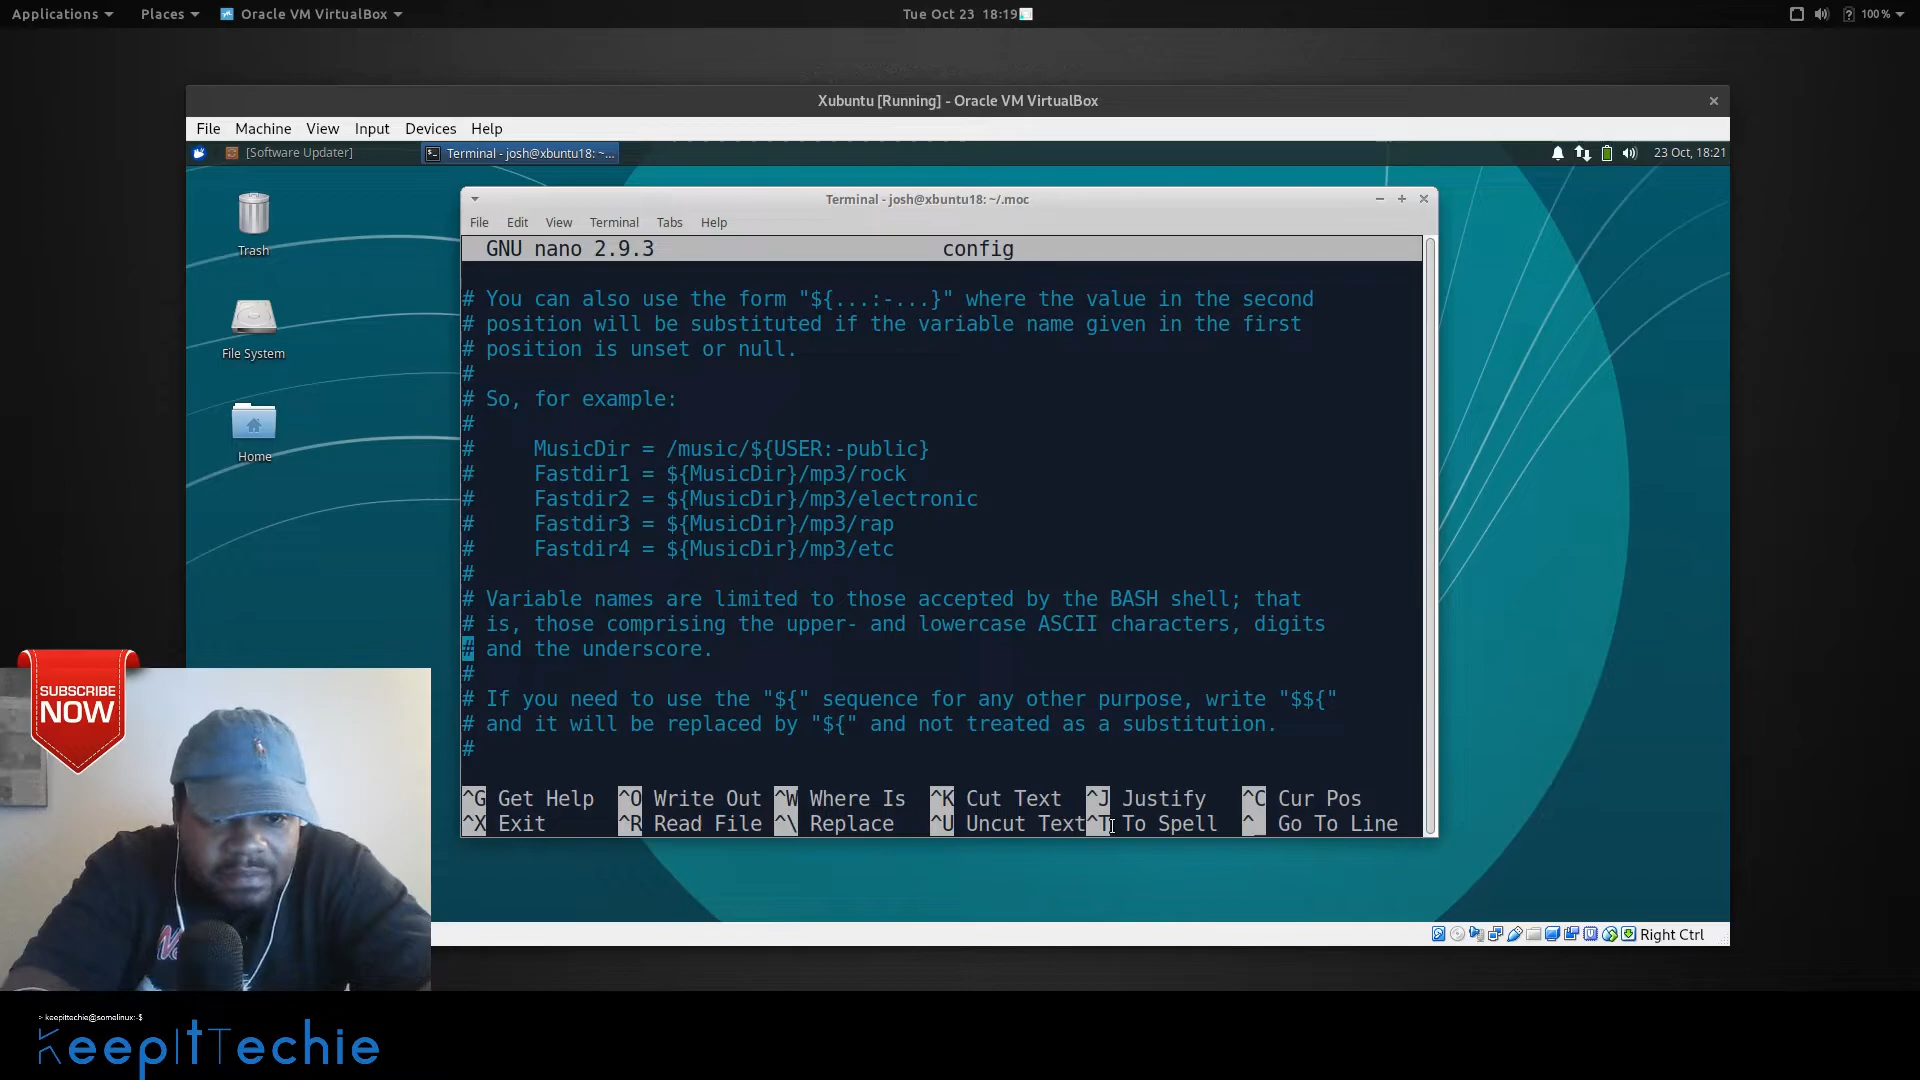 Applications Places Oracle VM VirtualBox Tue Oct 23 18:19 100%
Xubuntu [Running] - Oracle VM VirtualBox
File Machine View Input Devices Help
[Software Updater] Terminal - josh@xbuntu18: ~... 23 Oct, 18:21
Terminal - josh@xbuntu18: ~/.moc
File Edit View Terminal Tabs Help
GNU nano 2.9.3 config
# You can also use the form "${...:-...}" where the value in the second
# position will be substituted if the variable name given in the first
# position is unset or null.
#
# So, for example:
#
# MusicDir = /music/${USER:-public}
# Fastdir1 = ${MusicDir}/mp3/rock
# Fastdir2 = ${MusicDir}/mp3/electronic
# Fastdir3 = ${MusicDir}/mp3/rap
# Fastdir4 = ${MusicDir}/mp3/etc
#
# Variable names are limited to those accepted by the BASH shell; that
# is, those comprising the upper- and lowercase ASCII characters, digits
# and the underscore.
#
# If you need to use the "${" sequence for any other purpose, write "$${"
# and it will be replaced by "${" and not treated as a substitution.
#
^G Get Help ^O Write Out ^W Where Is ^K Cut Text ^J Justify ^C Cur Pos
^X Exit ^R Read File ^\ Replace ^U Uncut Text ^T To Spell ^_ Go To Line
Trash
File System
Home
Right Ctrl
SUBSCRIBE
NOW
> keepittechie@somelinux:~$
KeepItTechie